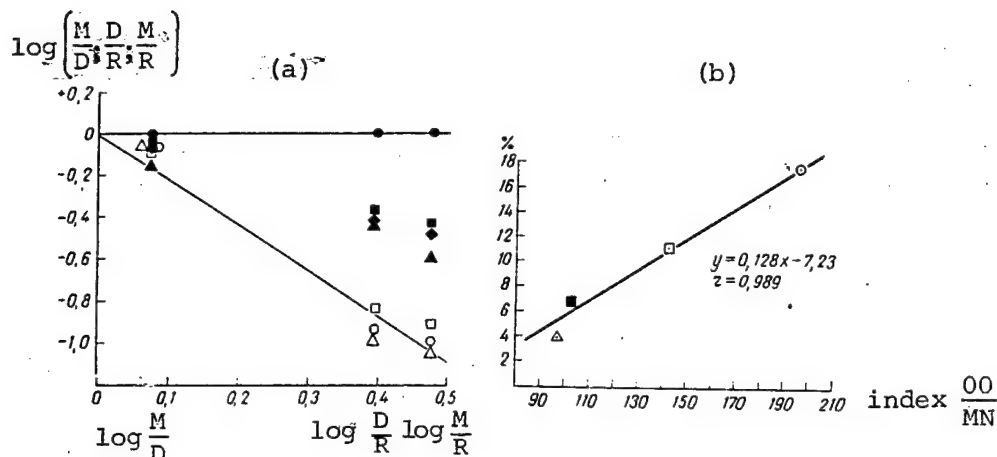 log(M/D; D/R; M/R)
(a)
(b)
+0,2
0
-0,2
-0,4
-0,6
-0,8
-1,0
0 0,1 0,2 0,3 0,4 0,5
log M/D log D/R log M/R
%
18
16
14
12
10
8
6
4
2
y=0,128x-7,23
r=0,989
90 110 130 150 170 190 210
index OO/MN